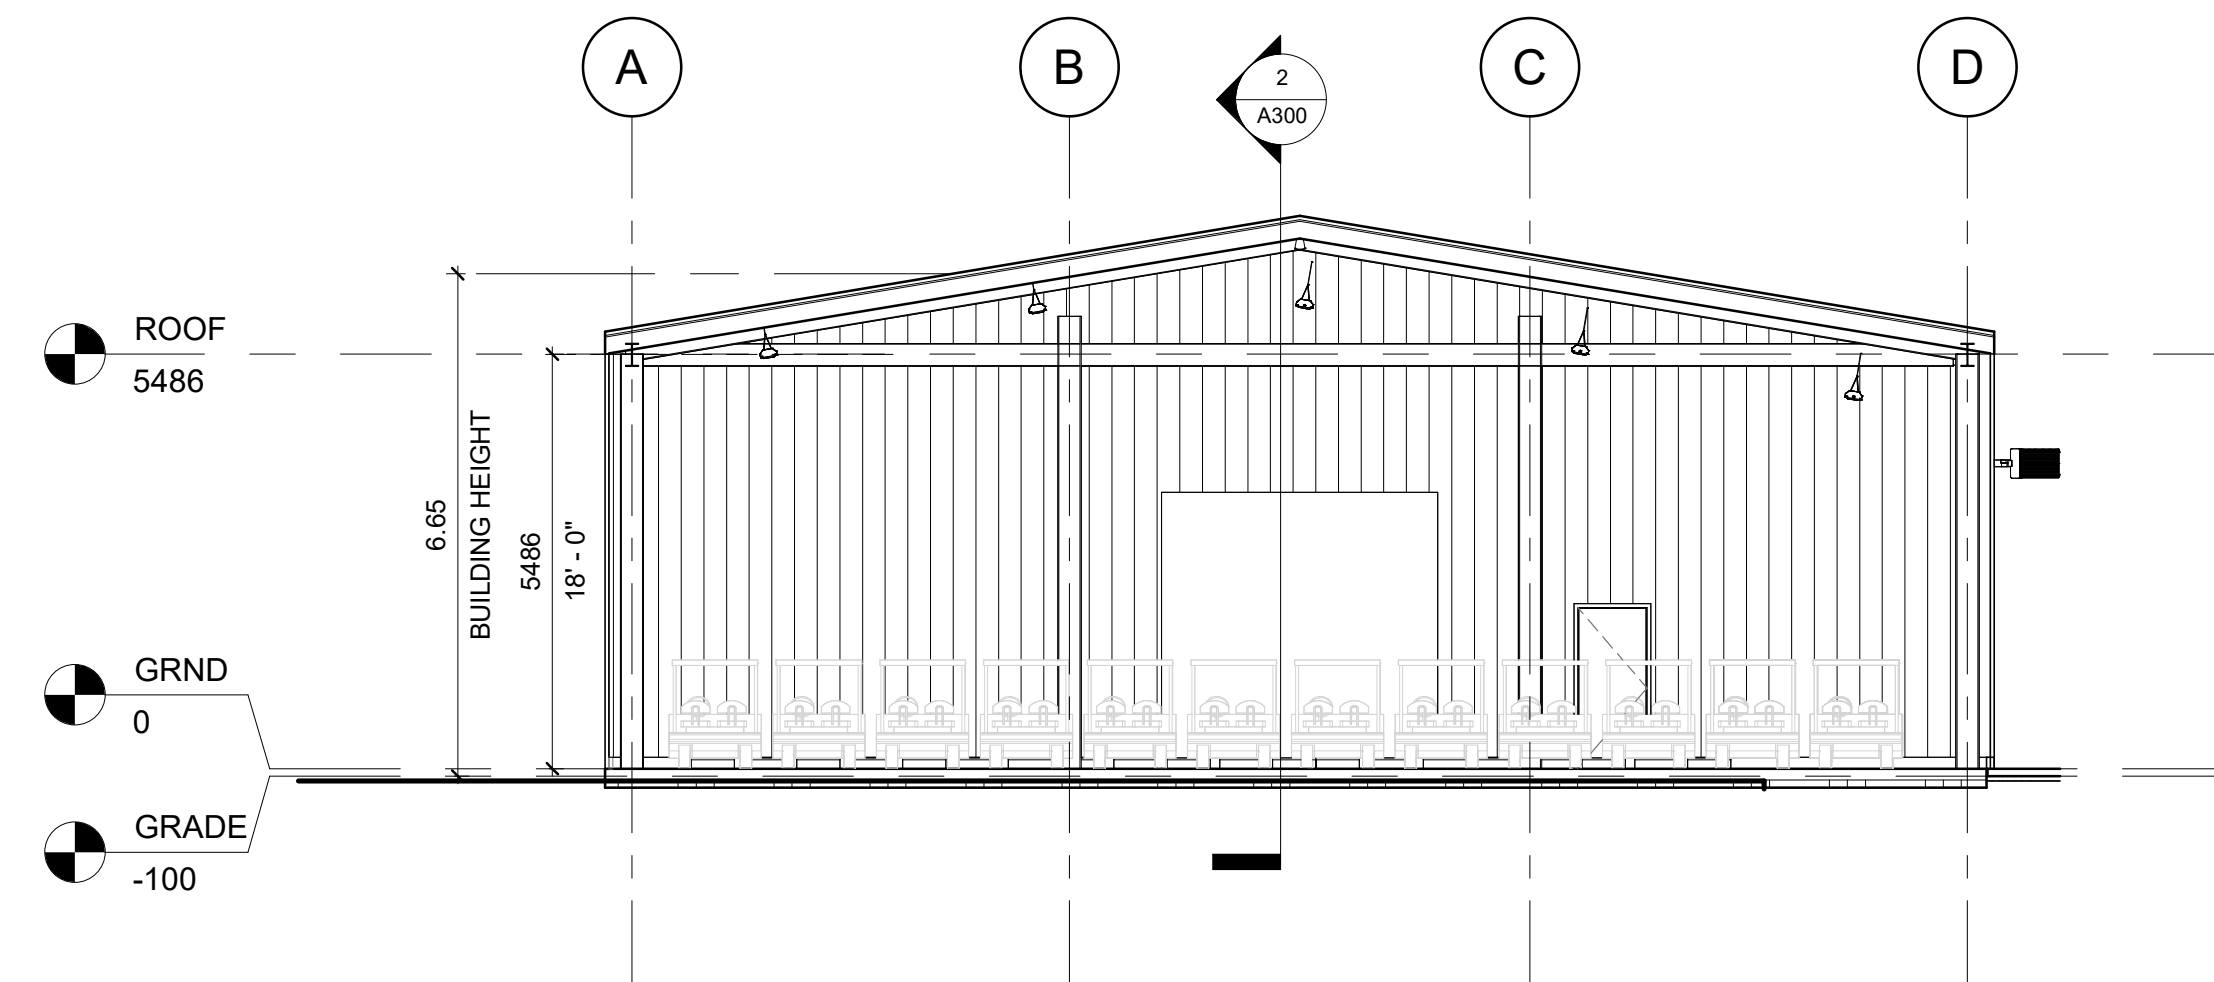 A
B
C
D
2
A300
ROOF
5486
6.65
BUILDING HEIGHT
5486
18' - 0"
GRND
0
GRADE
-100